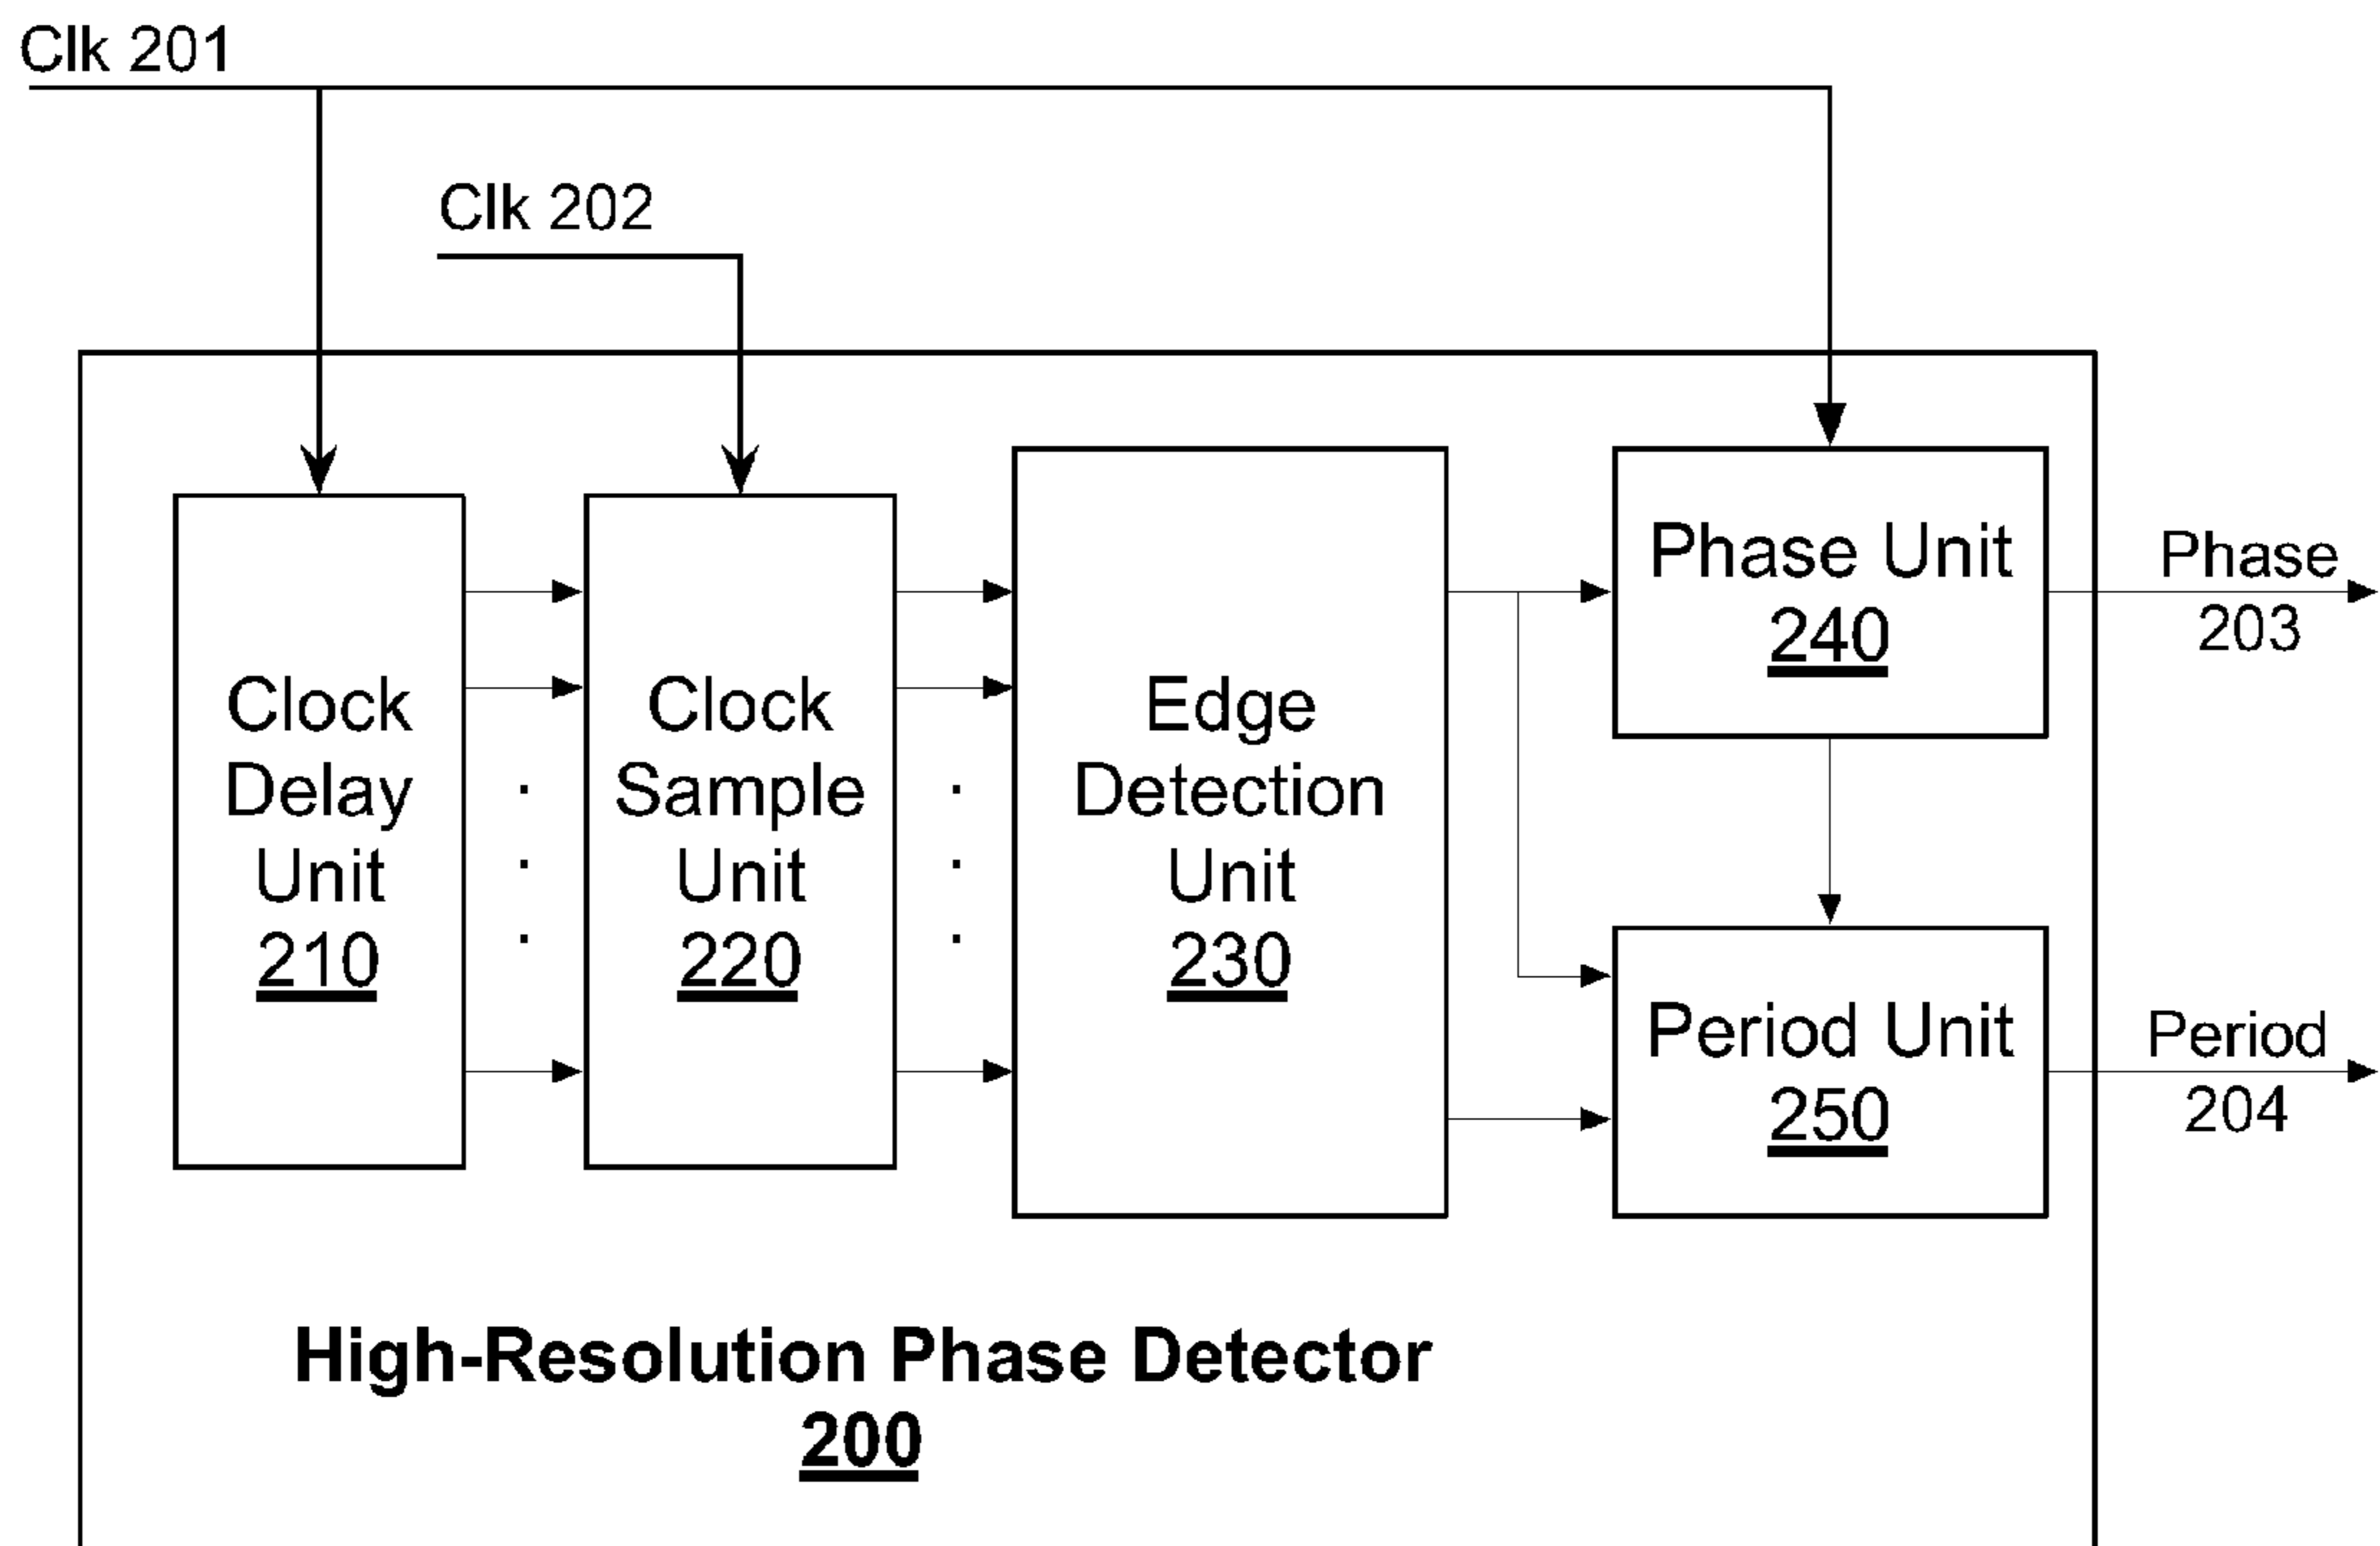 Clk 201
Clk 202
Clock
Delay
Unit
210
Clock
Sample
Unit
220
Edge
Detection
Unit
230
Phase Unit
240
Phase
203
Period Unit
250
Period
204
High-Resolution Phase Detector
200